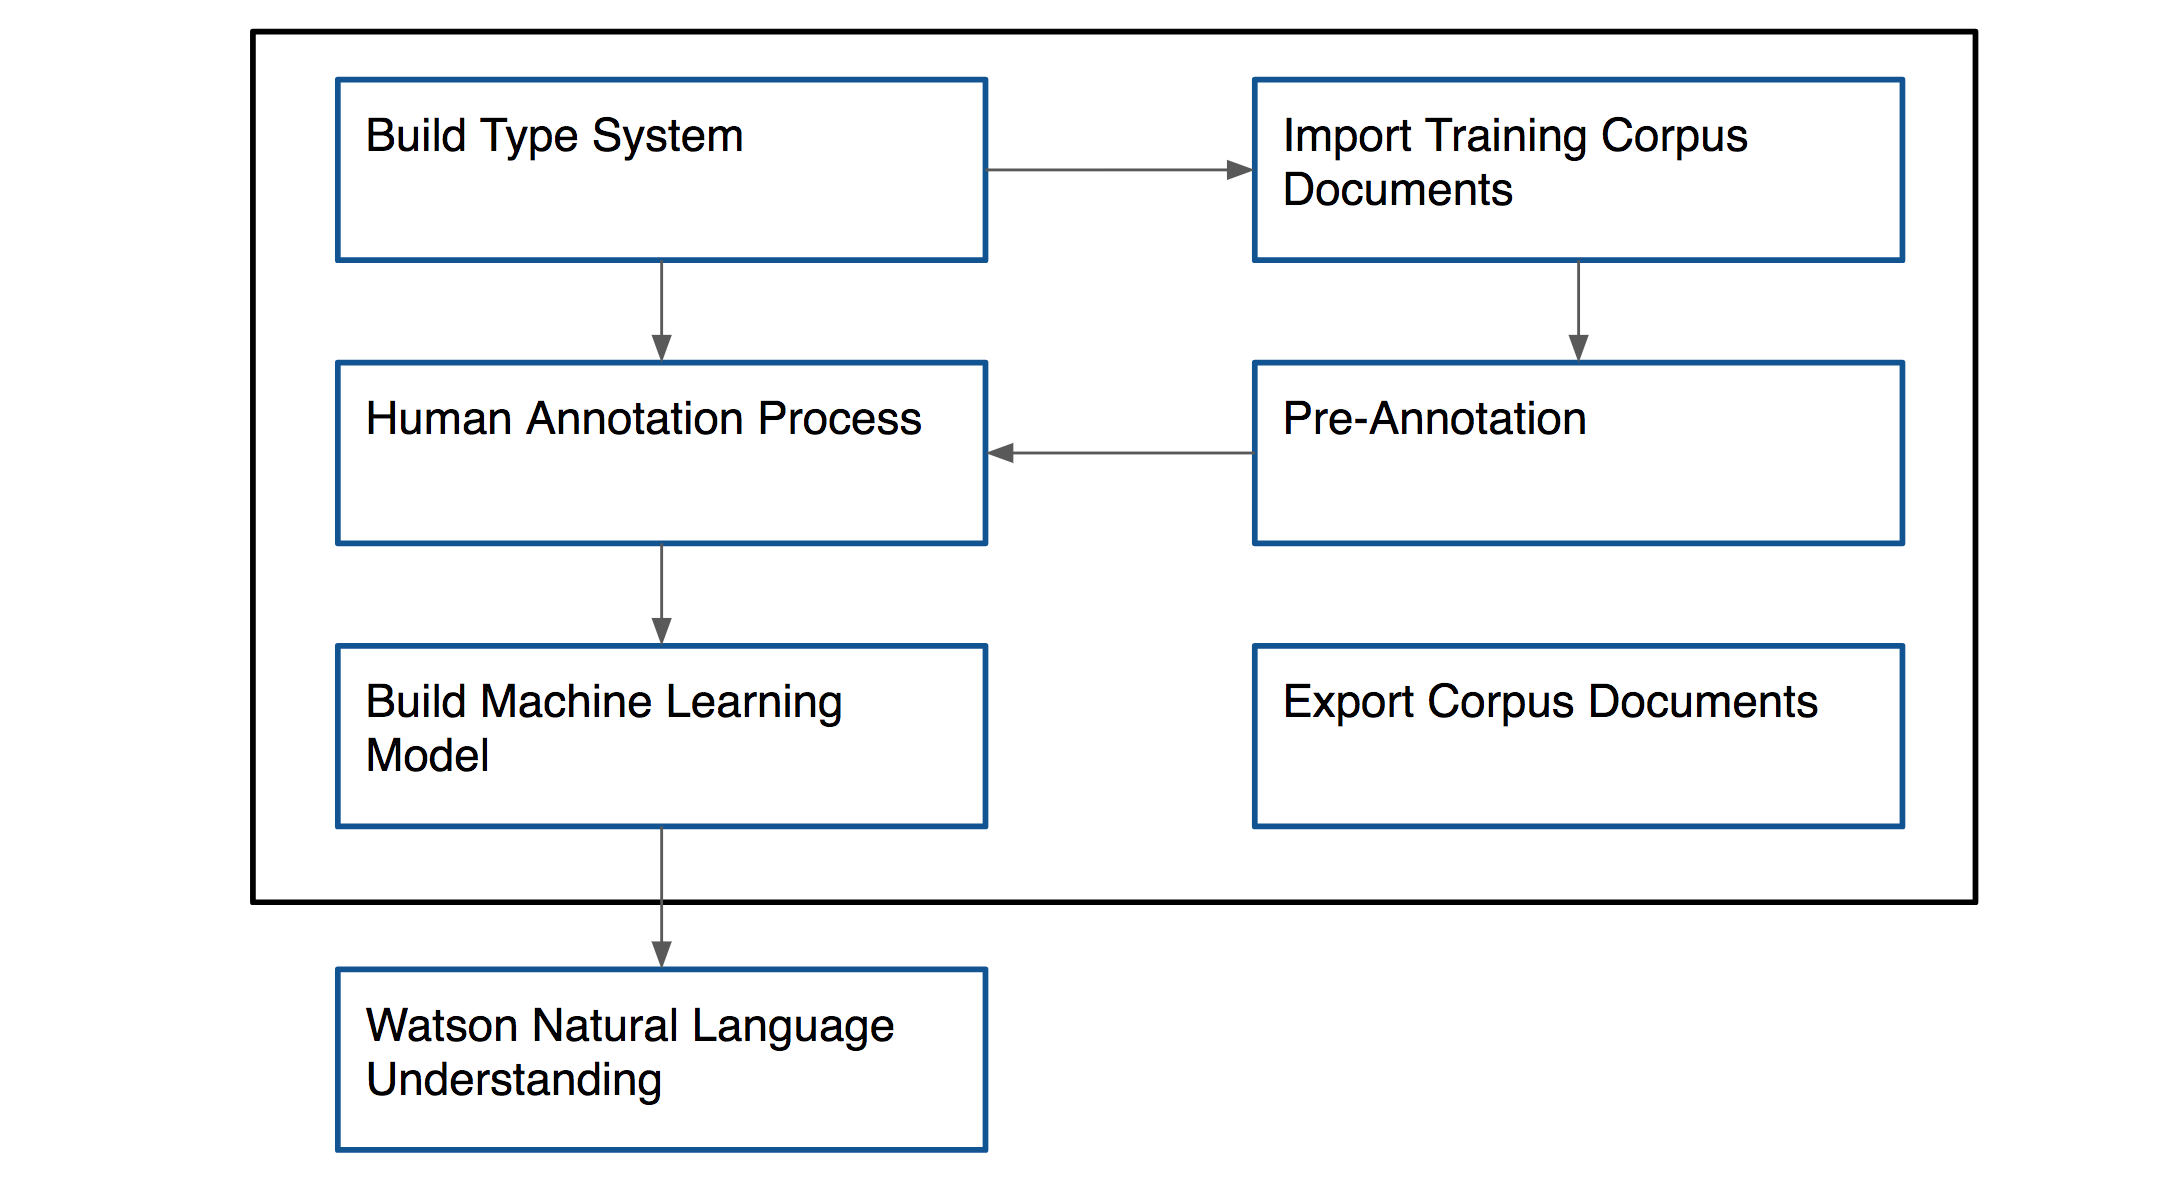 Build Type System
Import Training Corpus
Documents
Human Annotation Process
Pre-Annotation
Build Machine Learning
Model
Export Corpus Documents
Watson Natural Language
Understanding